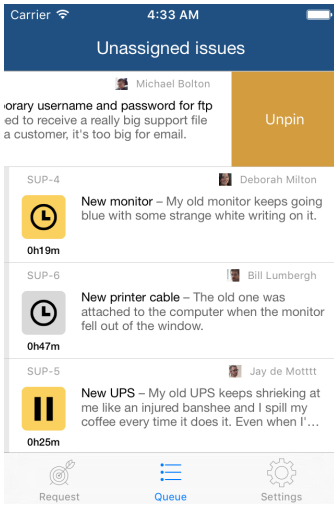 Carrier 4:33 AM
Unassigned issues
Michael Bolton
orary username and password for ftp
ed to receive a really big support file
a customer, it's too big for email.
Unpin
SUP-4 Deborah Milton
New monitor – My old monitor keeps going
blue with some strange white writing on it.
0h19m
SUP-6 Bill Lumbergh
New printer cable – The old one was
attached to the computer when the monitor
fell out of the window.
0h47m
SUP-5 Jay de Motttt
New UPS – My old UPS keeps shrieking at
me like an injured banshee and I spill my
coffee every time it does it. Even when I'…
0h25m
Request Queue Settings